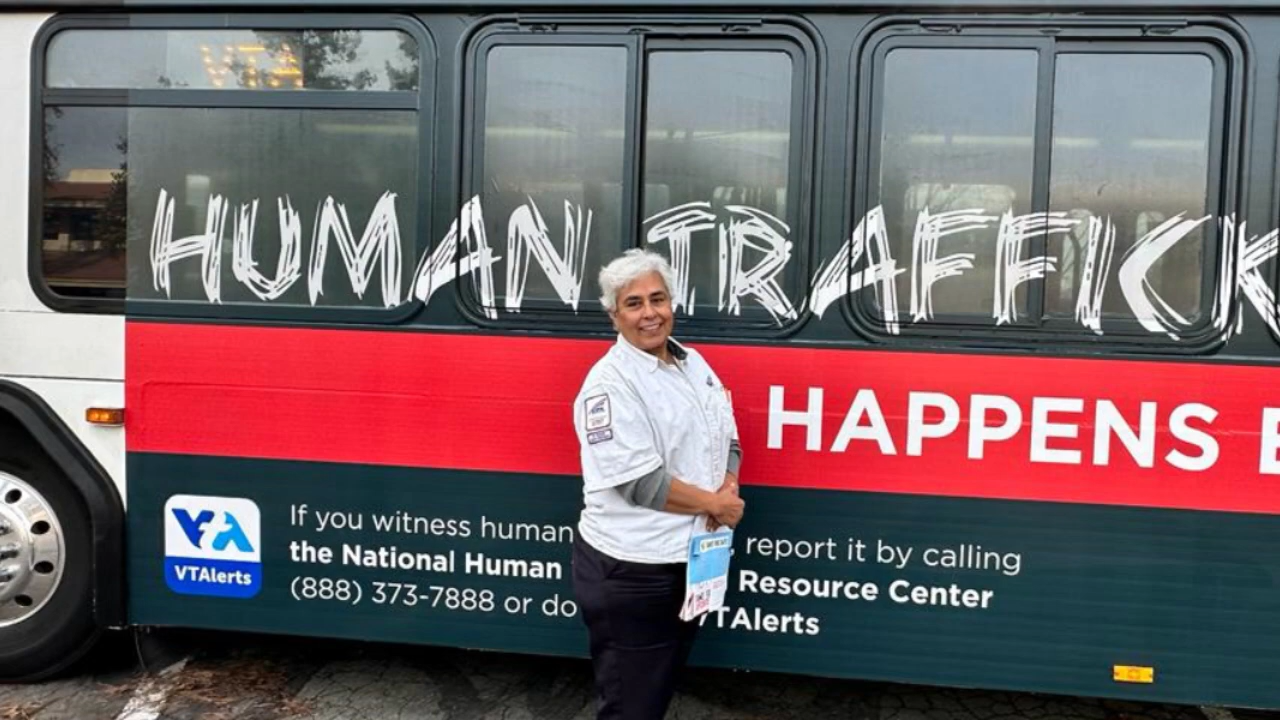 VTA
HUMAN TRAFFICK
HAPPENS E
If you witness human , report it by calling
the National Human Resource Center
(888) 373-7888 or do VTAlerts
VTA
VTAlerts